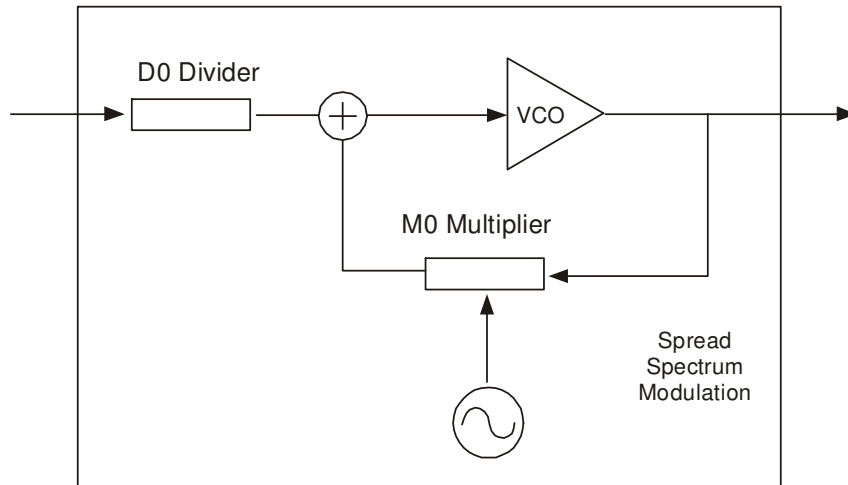 D0 Divider
VCO
M0 Multiplier
Spread
Spectrum
Modulation